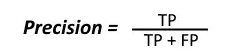 Precision = TP
TP + FP